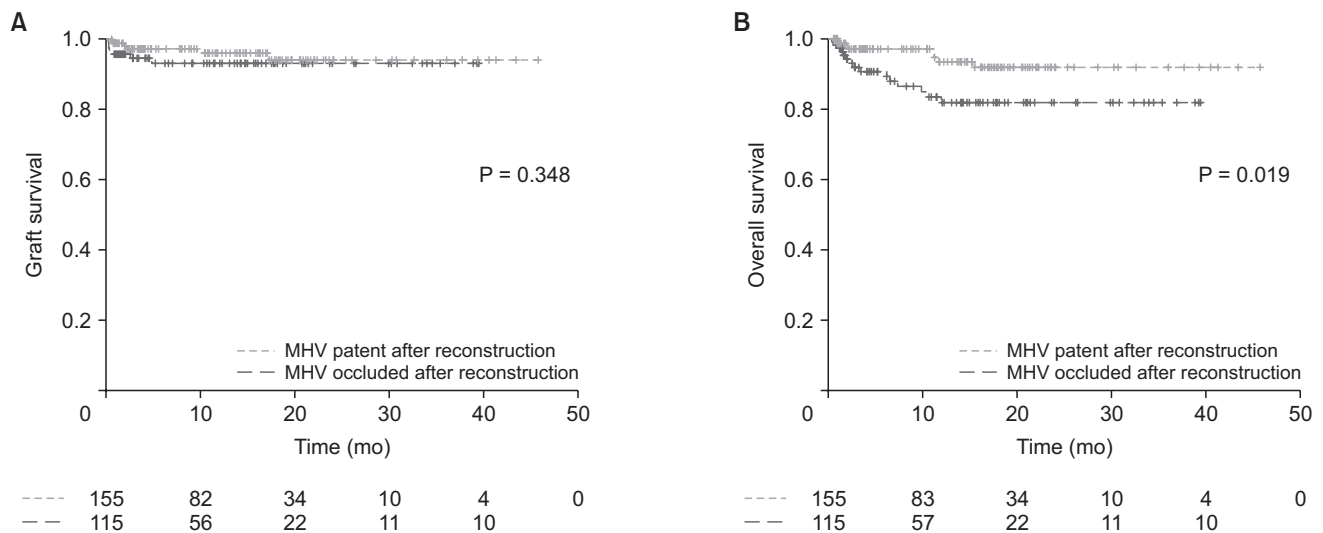 A
1.0
0.8
0.6
0.4
0.2
0
Graft survival
P = 0.348
MHV patent after reconstruction
MHV occluded after reconstruction
10 20 30 40 50
Time (mo)
155 82 34 10 4 0
115 56 22 11 10
B
1.0
0.8
0.6
0.4
0.2
0
Overall survival
P = 0.019
MHV patent after reconstruction
MHV occluded after reconstruction
10 20 30 40 50
Time (mo)
155 83 34 10 4 0
115 57 22 11 10